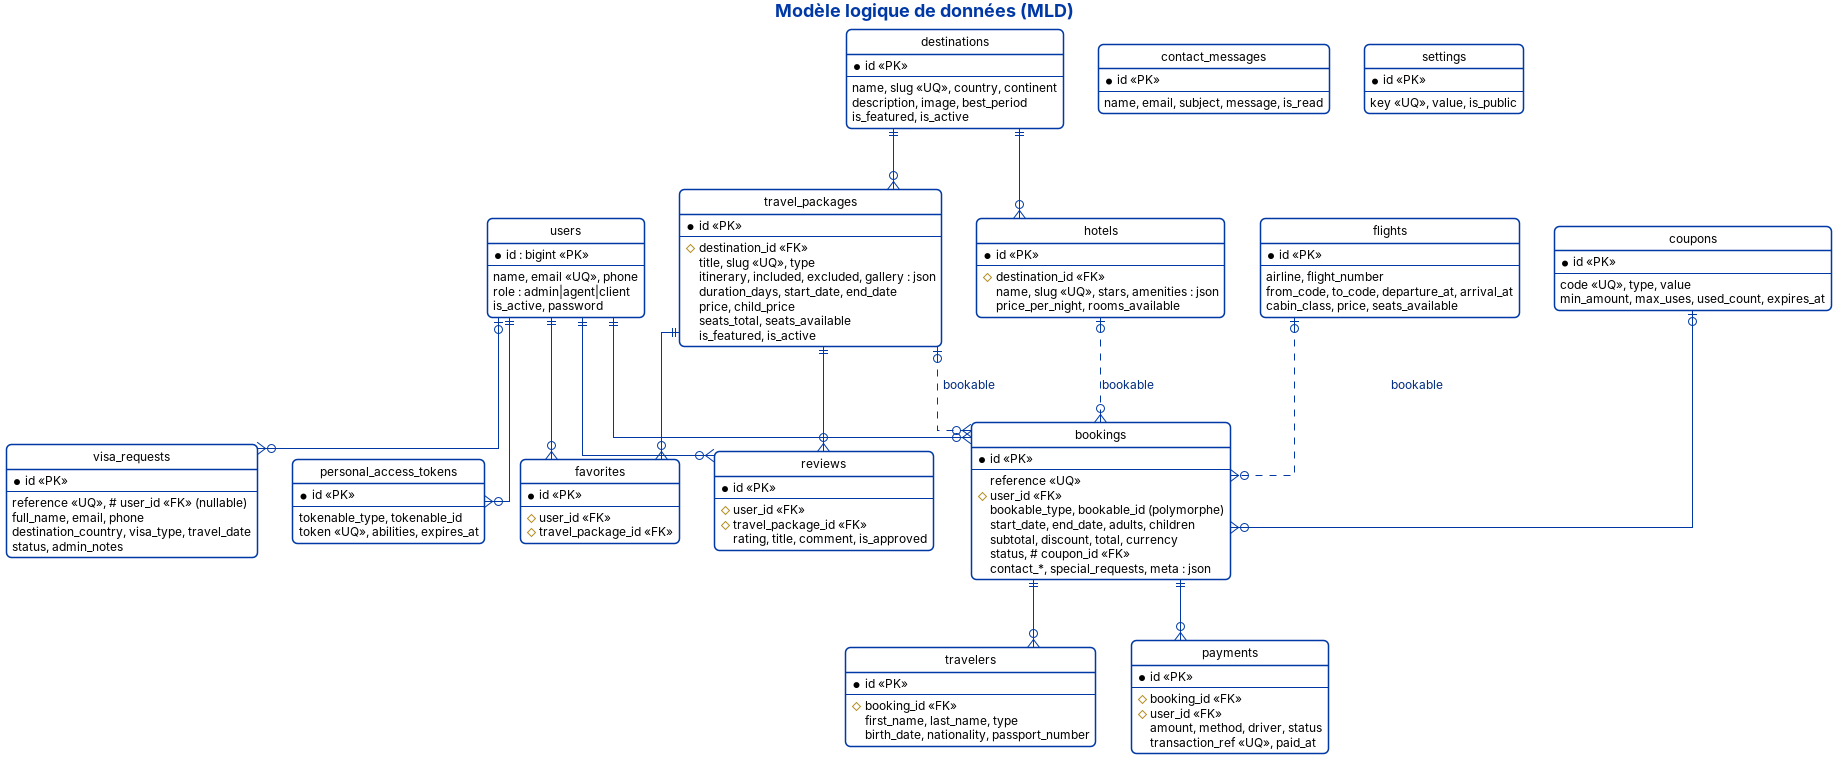 Modèle logique de données (MLD)
destinations
id «PK»
name, slug «UQ», country, continent
description, image, best_period
is_featured, is_active
contact_messages
id «PK»
name, email, subject, message, is_read
settings
id «PK»
key «UQ», value, is_public
users
id : bigint «PK»
name, email «UQ», phone
role : admin|agent|client
is_active, password
travel_packages
id «PK»
destination_id «FK»
title, slug «UQ», type
itinerary, included, excluded, gallery : json
duration_days, start_date, end_date
price, child_price
seats_total, seats_available
is_featured, is_active
hotels
id «PK»
destination_id «FK»
name, slug «UQ», stars, amenities : json
price_per_night, rooms_available
flights
id «PK»
airline, flight_number
from_code, to_code, departure_at, arrival_at
cabin_class, price, seats_available
coupons
id «PK»
code «UQ», type, value
min_amount, max_uses, used_count, expires_at
bookable
bookable
bookable
visa_requests
id «PK»
reference «UQ», # user_id «FK» (nullable)
full_name, email, phone
destination_country, visa_type, travel_date
status, admin_notes
personal_access_tokens
id «PK»
tokenable_type, tokenable_id
token «UQ», abilities, expires_at
favorites
id «PK»
user_id «FK»
travel_package_id «FK»
reviews
id «PK»
user_id «FK»
travel_package_id «FK»
rating, title, comment, is_approved
bookings
id «PK»
reference «UQ»
user_id «FK»
bookable_type, bookable_id (polymorphe)
start_date, end_date, adults, children
subtotal, discount, total, currency
status, # coupon_id «FK»
contact_*, special_requests, meta : json
travelers
id «PK»
booking_id «FK»
first_name, last_name, type
birth_date, nationality, passport_number
payments
id «PK»
booking_id «FK»
user_id «FK»
amount, method, driver, status
transaction_ref «UQ», paid_at